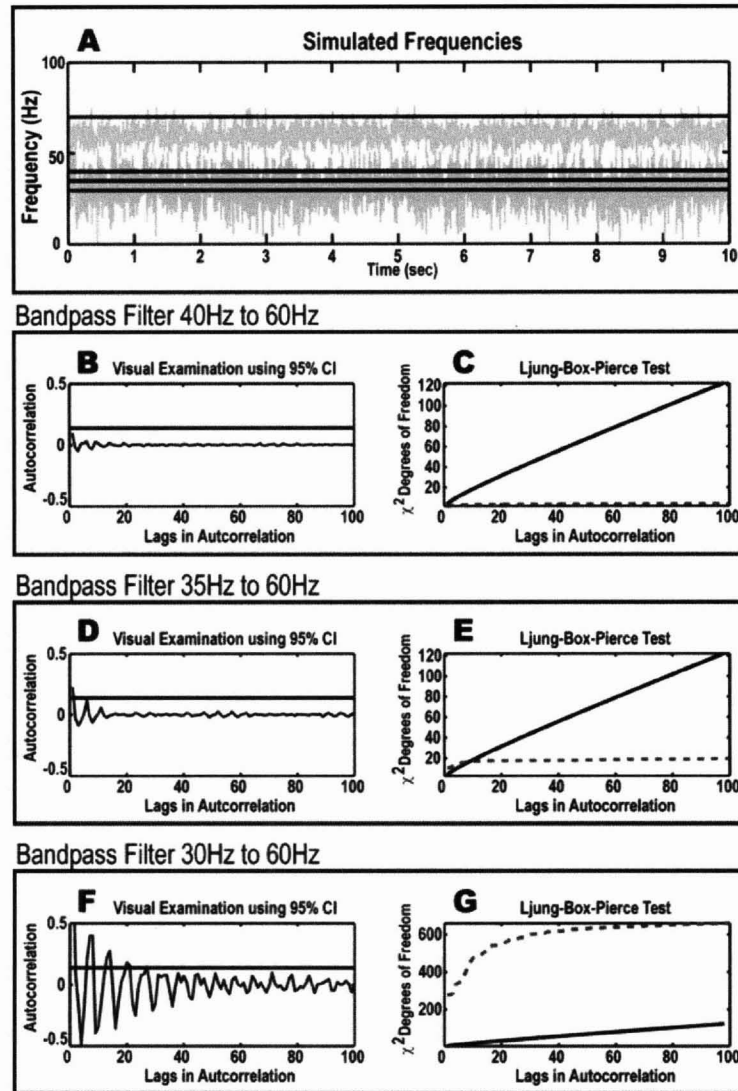 A Simulated Frequencies
Frequency (Hz)
100
50
0
0 1 2 3 4 5 6 7 8 9 10
Time (sec)
Bandpass Filter 40Hz to 60Hz
B Visual Examination using 95% CI
Autocorrelation
0.5
0
-0.5
0 20 40 60 80 100
Lags in Autcorrelation
C Ljung-Box-Pierce Test
χ² Degrees of Freedom
120
100
80
60
40
20
0 20 40 60 80 100
Lags in Autocorrelation
Bandpass Filter 35Hz to 60Hz
D Visual Examination using 95% CI
Autocorrelation
0.5
0
-0.5
0 20 40 60 80 100
Lags in Autcorrelation
E Ljung-Box-Pierce Test
χ² Degrees of Freedom
120
100
80
60
40
20
0 20 40 60 80 100
Lags in Autocorrelation
Bandpass Filter 30Hz to 60Hz
F Visual Examination using 95% CI
Autocorrelation
0.5
0
-0.5
0 20 40 60 80 100
Lags in Autcorrelation
G Ljung-Box-Pierce Test
χ² Degrees of Freedom
600
400
200
0 20 40 60 80 100
Lags in Autocorrelation